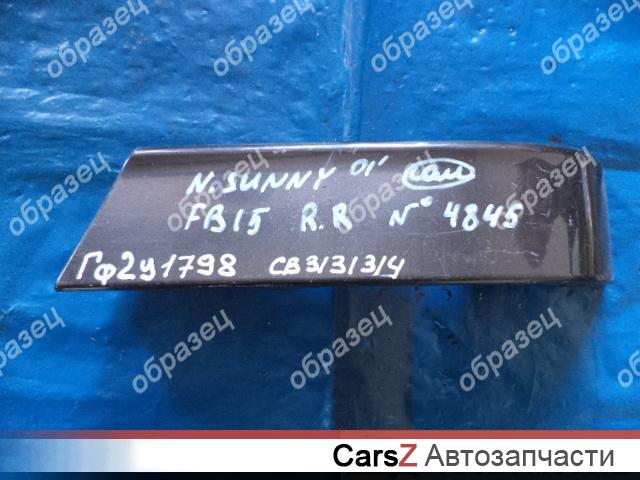 N. SUNNY 01'
FB15 R.R N° 4845
Гф2у1798 СВ3/3/3/4
образец
CarsZ Автозапчасти